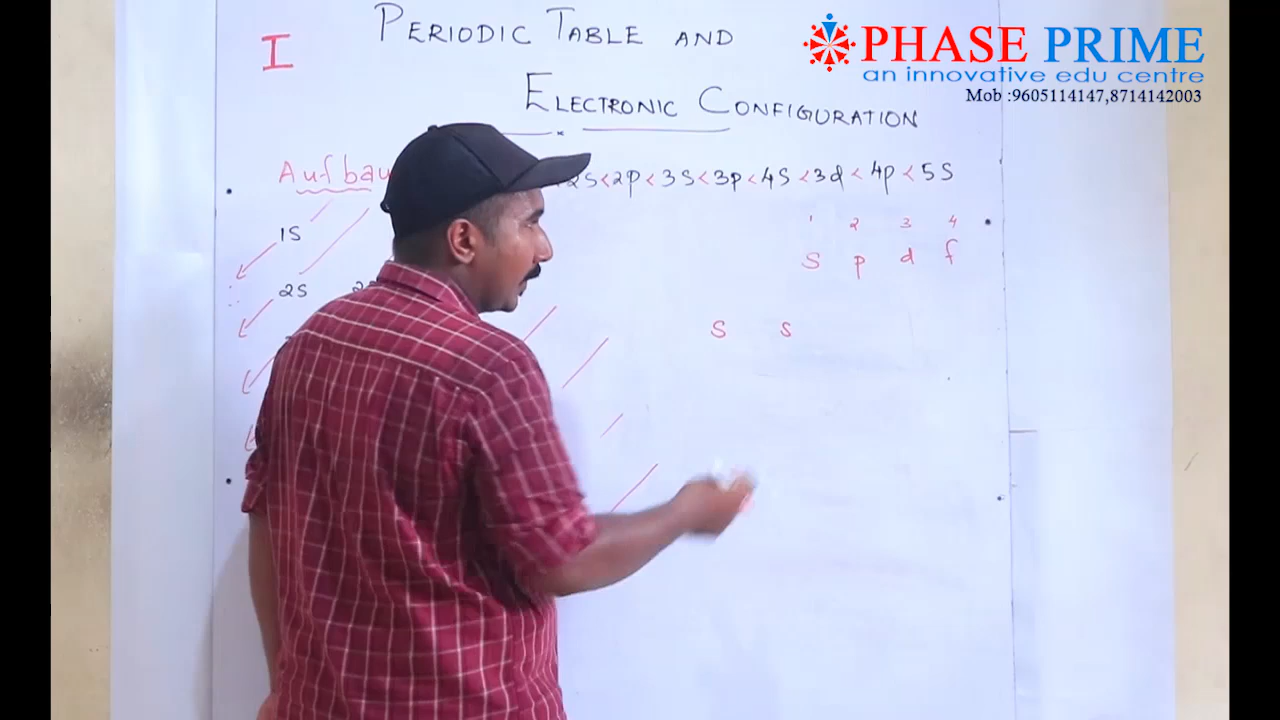 PERIODIC TABLE AND
I
ELECTRONIC CONFIGURATION
PHASE PRIME
an innovative edu centre
Mob :9605114147,8714142003
Aufbau 2S < 2p < 3S < 3p < 4S < 3d < 4p < 5S
1 2 3 4
S p d f
1S
2S
S S